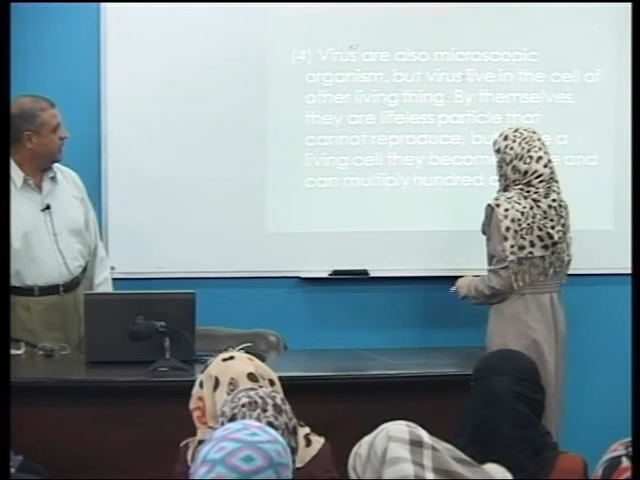 (4) Virus are also microscopic
organism, but virus live in the cell of
other living thing. By themselves,
they are lifeless particle that
cannot reproduce, a
living cell they and
can multiply hundred